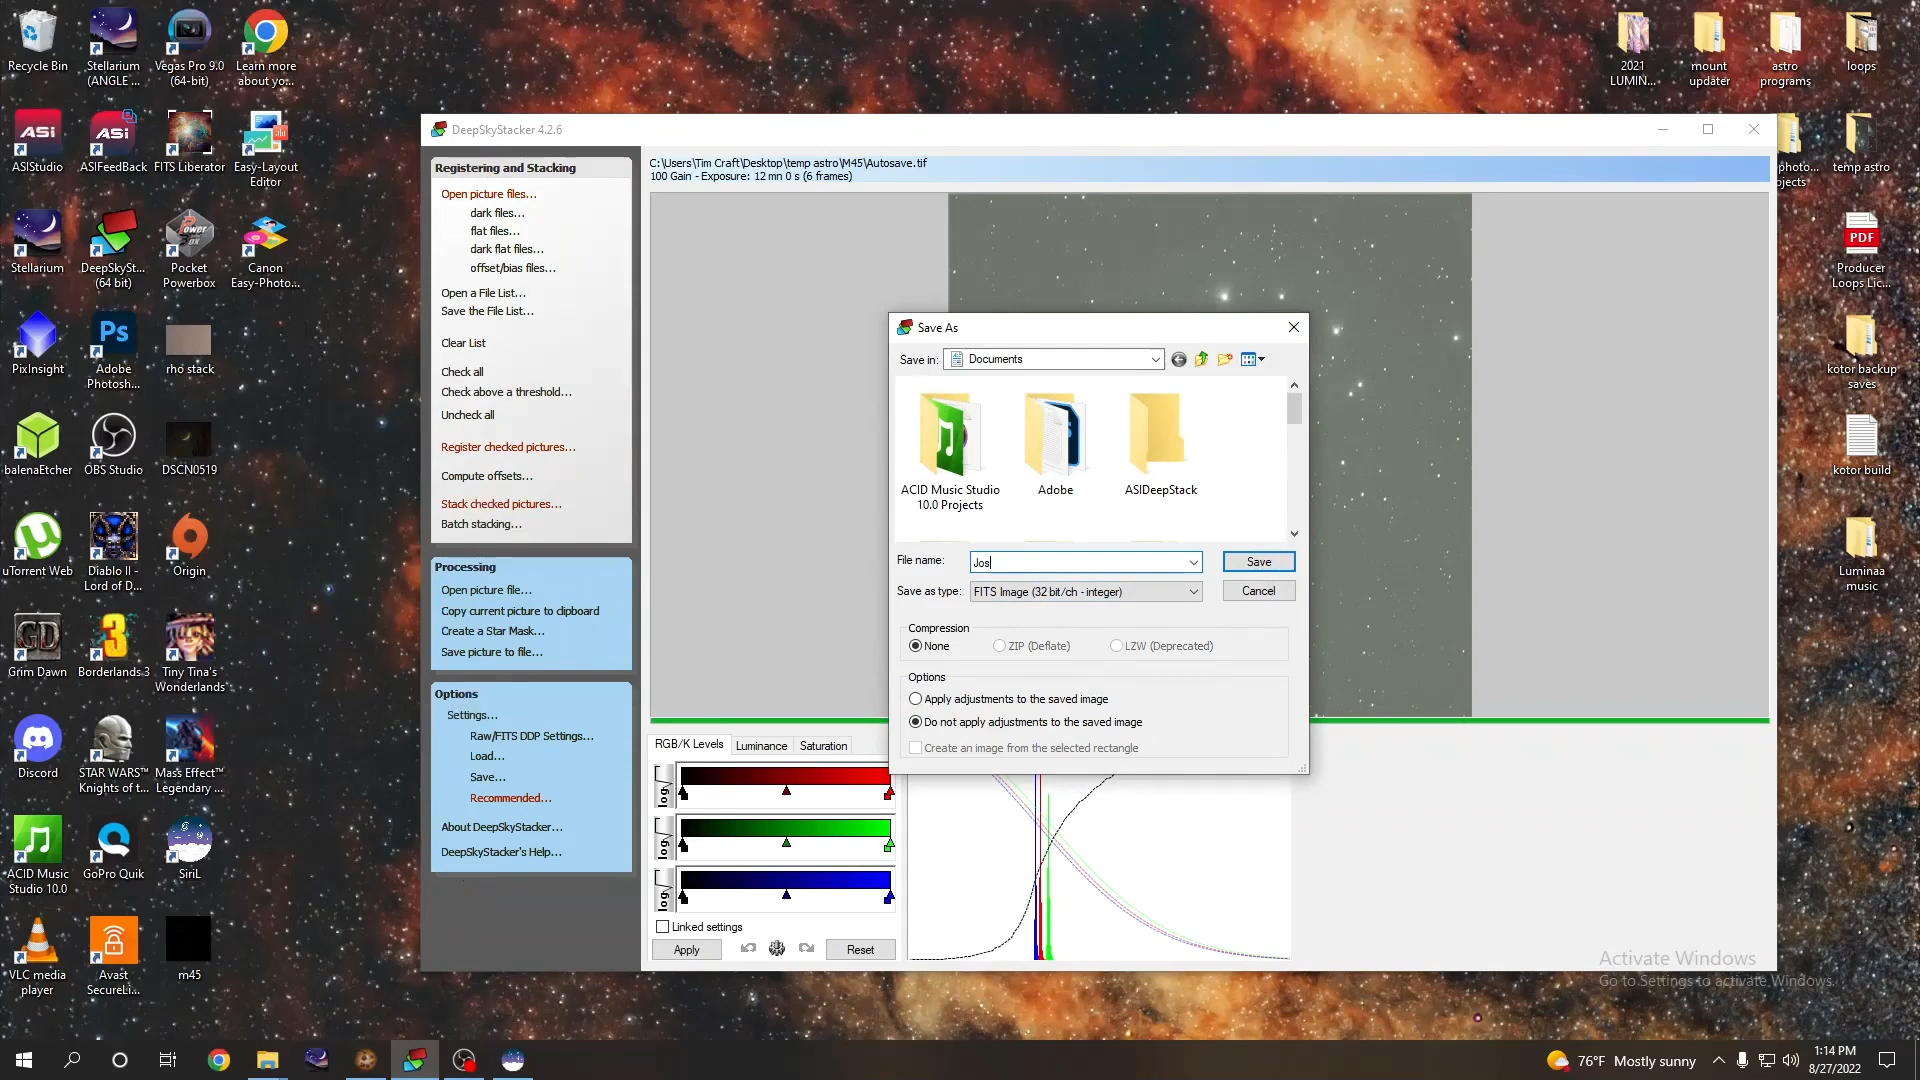 Recycle Bin
Stellarium
(ANGLE ...
Vegas Pro 9.0
(64-bit)
Learn more
about yo...
ASIStudio
ASIFeedBack
FITS Liberator
Easy-Layout
Editor
Stellarium
DeepSkySt...
(64 bit)
Pocket
Powerbox
Canon
Easy-Photo...
PixInsight
Adobe
Photosh...
rho stack
balenaEtcher
OBS Studio
DSCN0519
uTorrent Web
Diablo II -
Lord of D...
Origin
Grim Dawn
Borderlands 3
Tiny Tina's
Wonderlands
Discord
STAR WARS™
Knights of t...
Mass Effect™
Legendary ...
ACID Music
Studio 10.0
GoPro Quik
SiriL
VLC media
player
Avast
SecureLi...
m45
2021
LUMIN...
mount
updater
astro
programs
loops
photo...
ojects
temp astro
PDF
Producer
Loops Lic...
kotor backup
saves
kotor build
Luminaa
music
DeepSkyStacker 4.2.6
Registering and Stacking
Open picture files...
dark files...
flat files...
dark flat files...
offset/bias files...
Open a File List...
Save the File List...
Clear List
Check all
Check above a threshold...
Uncheck all
Register checked pictures...
Compute offsets...
Stack checked pictures...
Batch stacking...
Processing
Open picture file...
Copy current picture to clipboard
Create a Star Mask...
Save picture to file...
Options
Settings...
Raw/FITS DDP Settings...
Load...
Save...
Recommended...
About DeepSkyStacker...
DeepSkyStacker's Help...
C:\Users\Tim Craft\Desktop\temp astro\M45\Autosave.tif
100 Gain - Exposure: 12 mn 0 s (6 frames)
Save As
Save in:
Documents
ACID Music Studio
10.0 Projects
Adobe
ASIDeepStack
File name:
Jos
Save
Save as type:
FITS Image (32 bit/ch - integer)
Cancel
Compression
None
ZIP (Deflate)
LZW (Deprecated)
Options
Apply adjustments to the saved image
Do not apply adjustments to the saved image
Create an image from the selected rectangle
RGB/K Levels
Luminance
Saturation
log
log
log
Linked settings
Apply
Reset
Activate Windows
Go to Settings to activate Windows.
76°F Mostly sunny
1:14 PM
8/27/2022